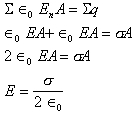 Σ ∈₀ EₙA = Σq
∈₀ EA + ∈₀ EA = σA
2 ∈₀ EA = σA
E = σ / 2 ∈₀